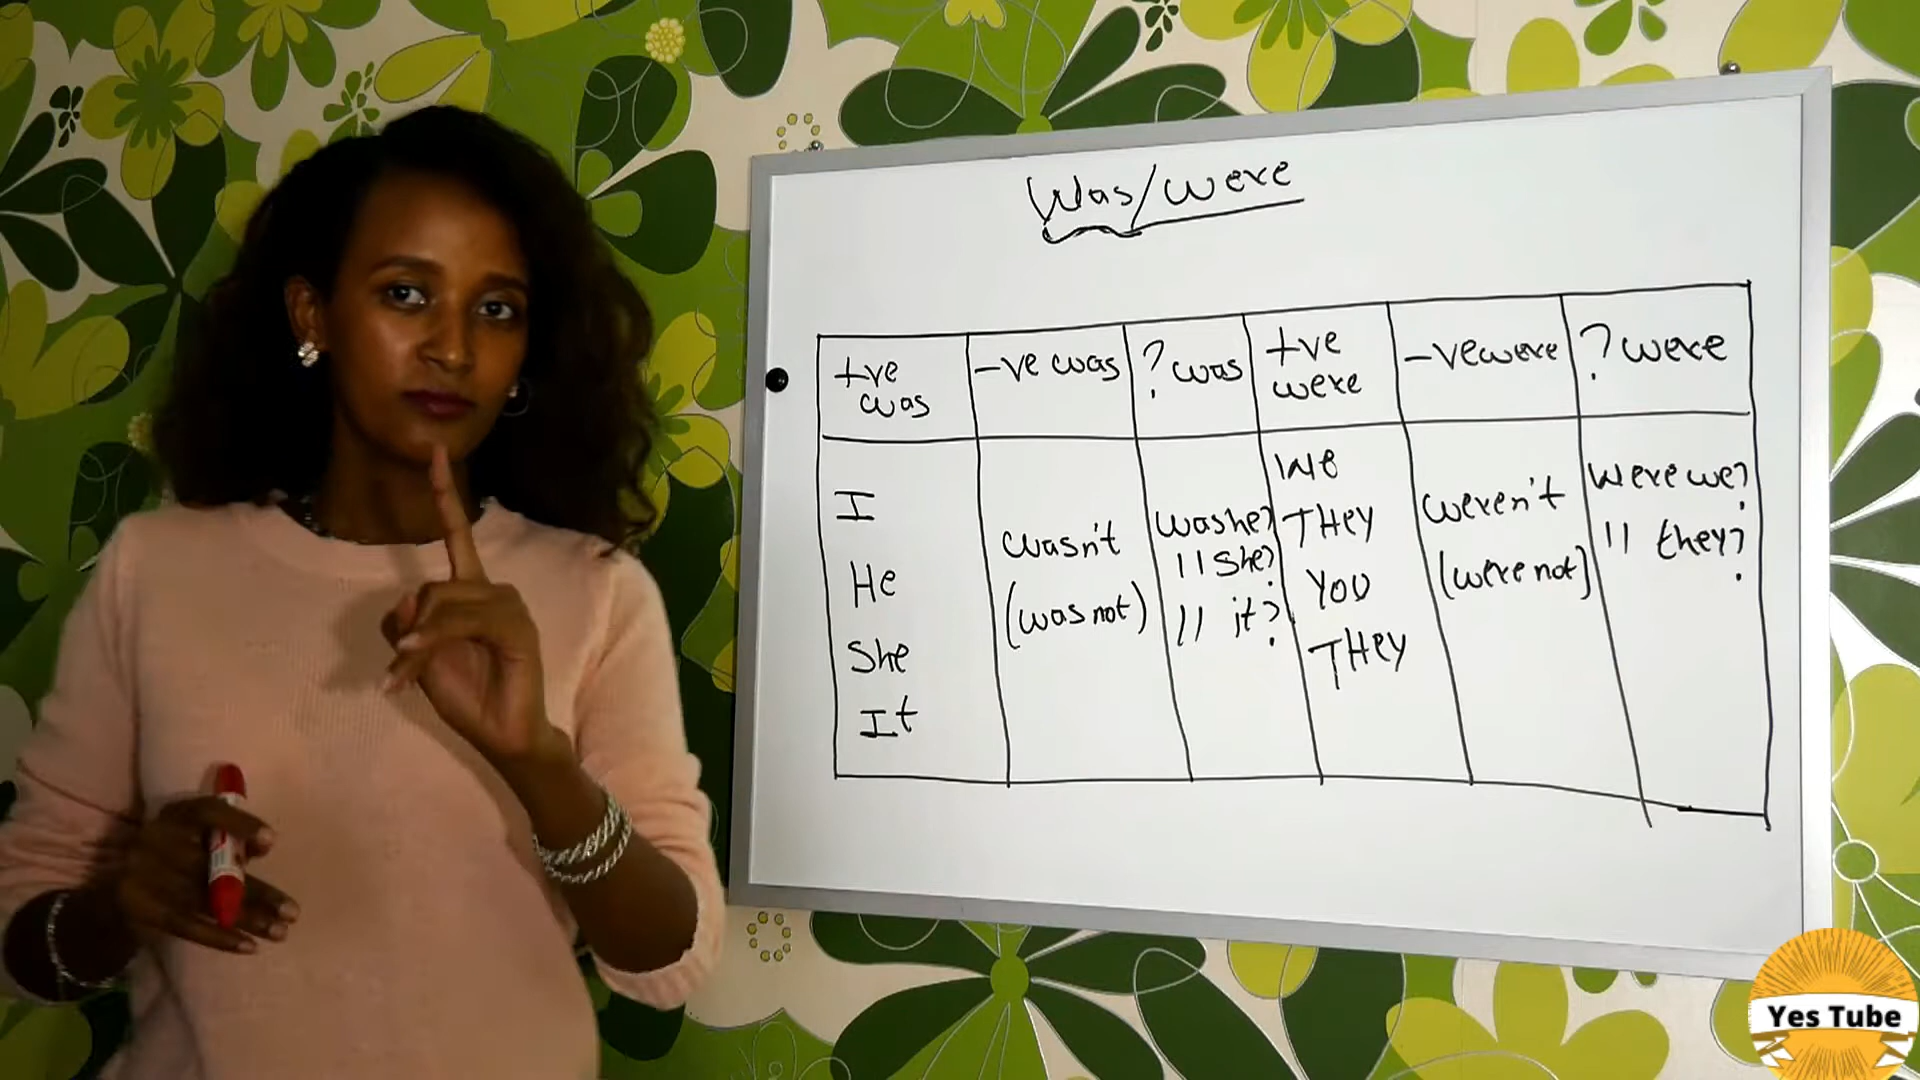 Was/were
+ve was
-ve was
? was
+ve were
-ve were
? were
I
He
She
It
wasn't
(was not)
was he?
" she?
" it?
We
THey
You
THey
weren't
(were not)
Were we?
" they?
Yes Tube